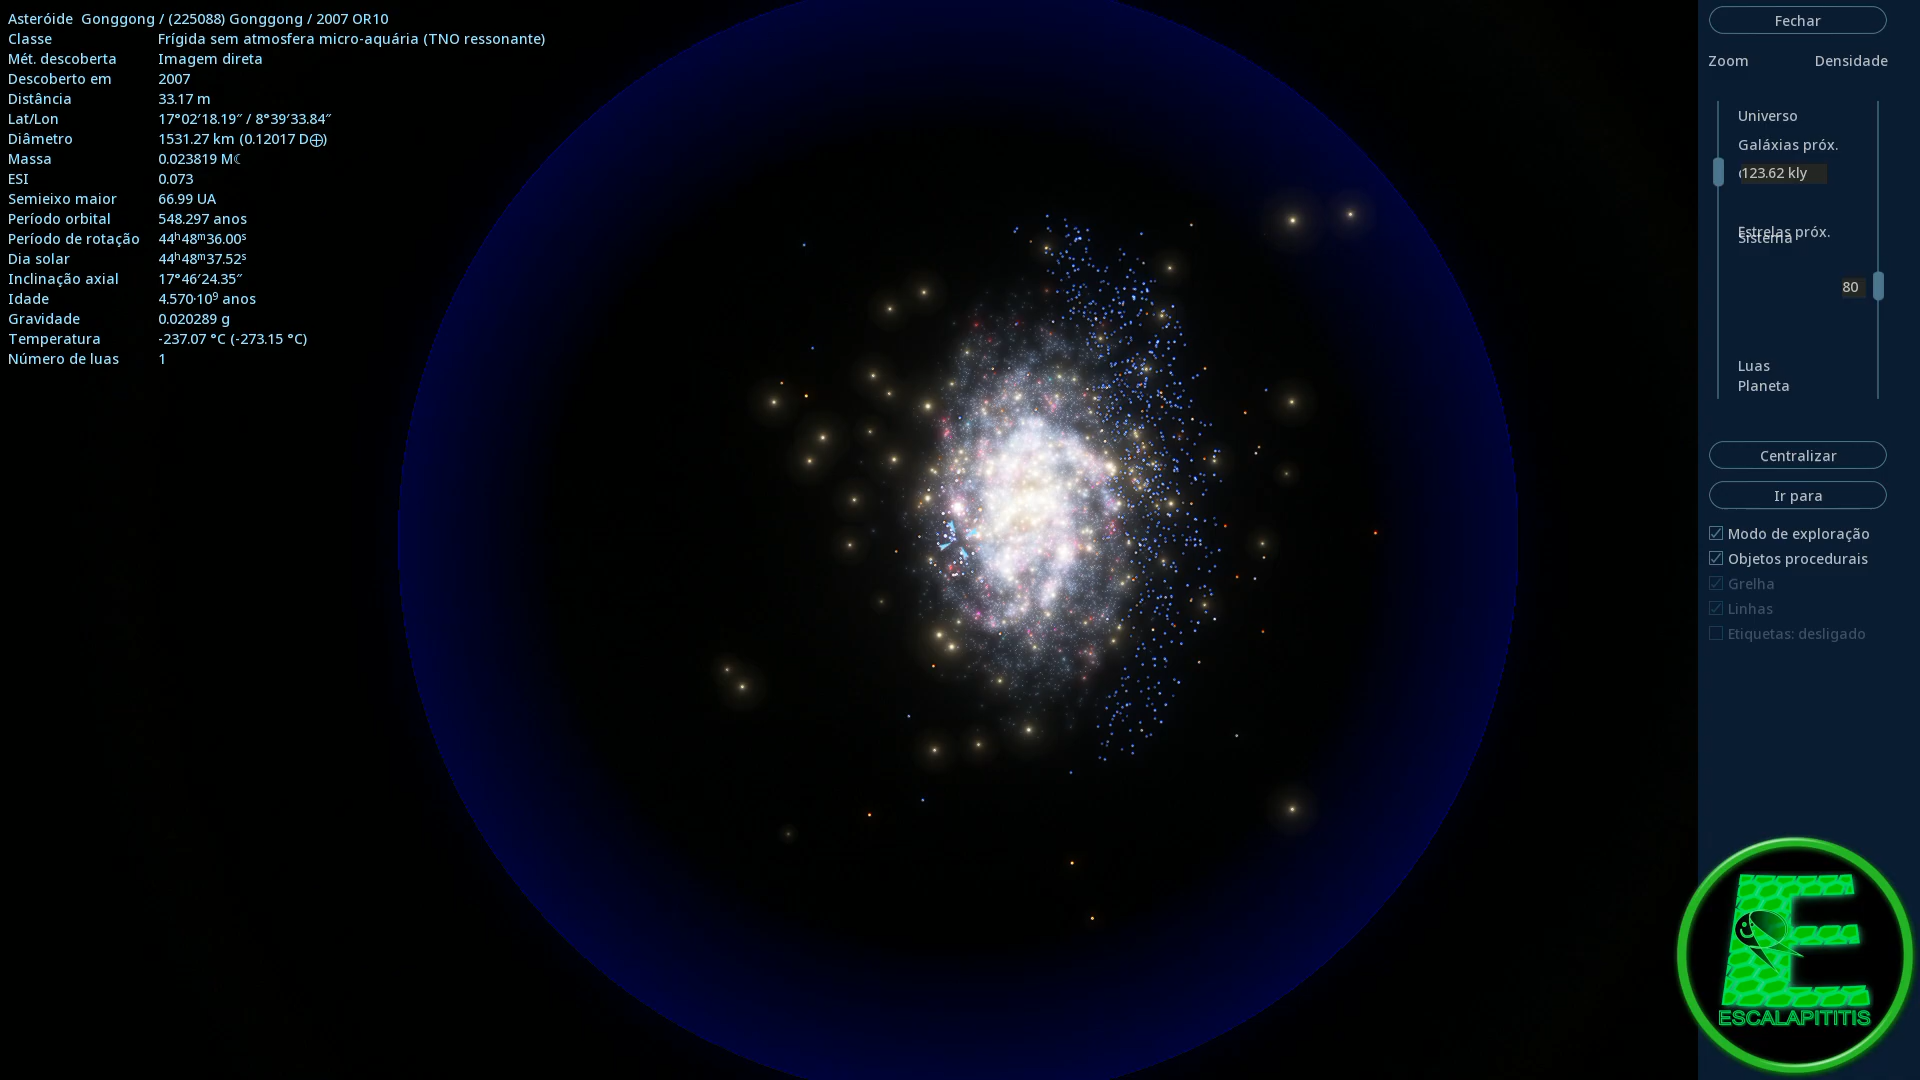 Asteróide Gonggong / (225088) Gonggong / 2007 OR10
Classe Frígida sem atmosfera micro-aquária (TNO ressonante)
Mét. descoberta Imagem direta
Descoberto em 2007
Distância 33.17 m
Lat/Lon 17°02′18.19″ / 8°39′33.84″
Diâmetro 1531.27 km (0.12017 D⨁)
Massa 0.023819 M☾
ESI 0.073
Semieixo maior 66.99 UA
Período orbital 548.297 anos
Período de rotação 44ʰ48ᵐ36.00ˢ
Dia solar 44ʰ48ᵐ37.52ˢ
Inclinação axial 17°46′24.35″
Idade 4.570·10⁹ anos
Gravidade 0.020289 g
Temperatura -237.07 °C (-273.15 °C)
Número de luas 1
Fechar
Zoom Densidade
Universo
Galáxias próx.
123.62 kly
Estrelas próx.
Sistema
80
Luas
Planeta
Centralizar
Ir para
Modo de exploração
Objetos procedurais
Grelha
Linhas
Etiquetas: desligado
E
ESCALAPITITIS